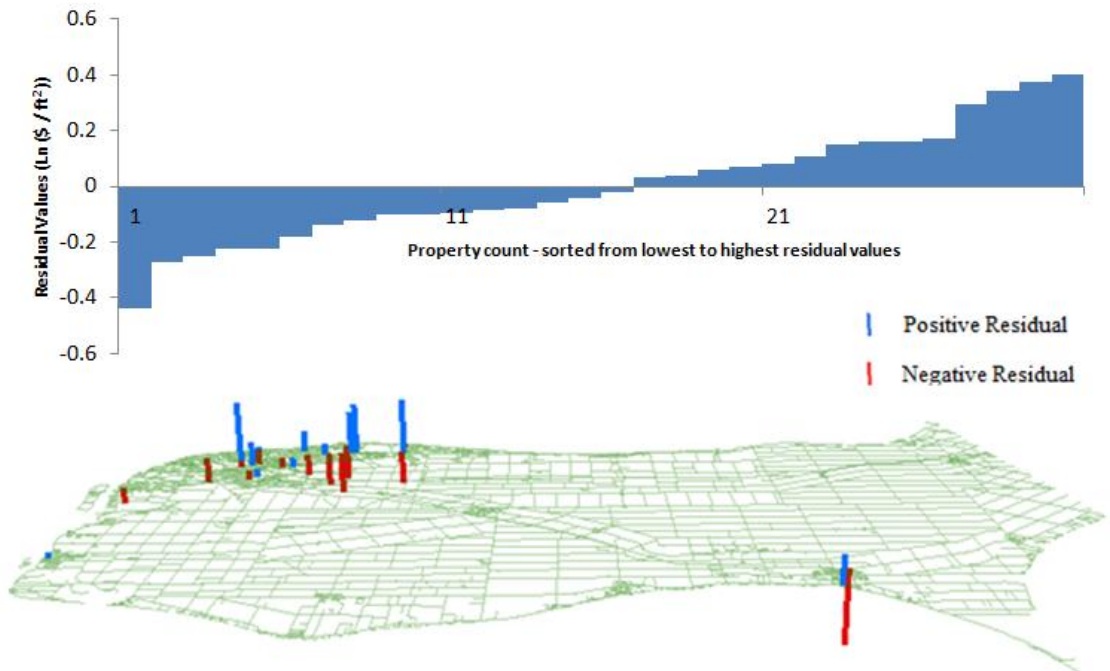 0.6
0.4
0.2
0
-0.2
-0.4
-0.6
Residual Values (Ln ($ / ft²))
1
11
21
Property count - sorted from lowest to highest residual values
Positive Residual
Negative Residual